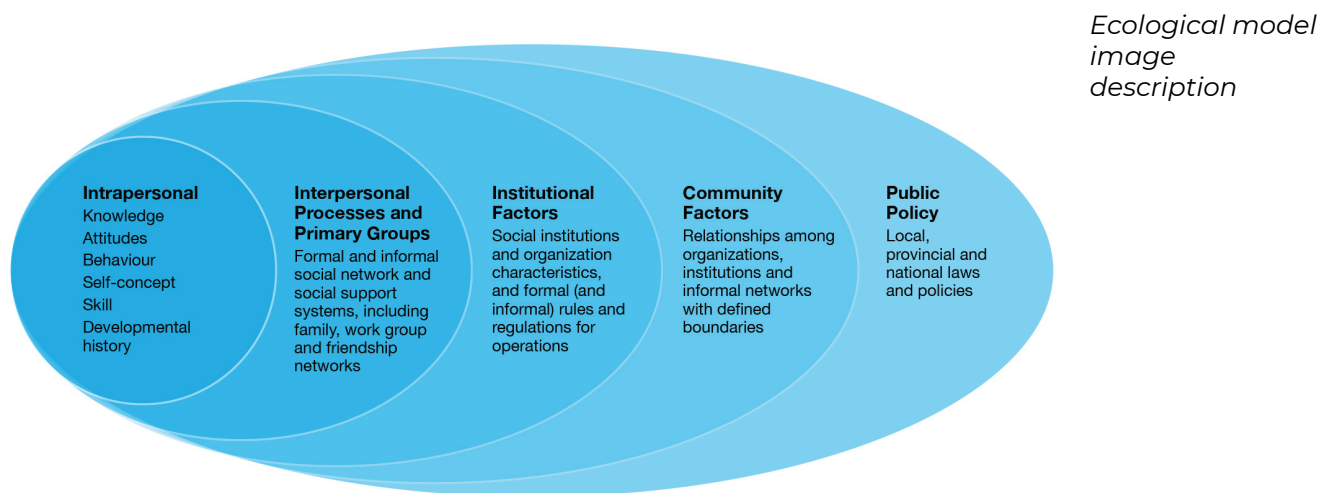 Ecological model
image
description
Intrapersonal
Knowledge
Attitudes
Behaviour
Self-concept
Skill
Developmental
history
Interpersonal
Processes and
Primary Groups
Formal and informal
social network and
social support
systems, including
family, work group
and friendship
networks
Institutional
Factors
Social institutions
and organization
characteristics,
and formal (and
informal) rules and
regulations for
operations
Community
Factors
Relationships among
organizations,
institutions and
informal networks
with defined
boundaries
Public
Policy
Local,
provincial and
national laws
and policies